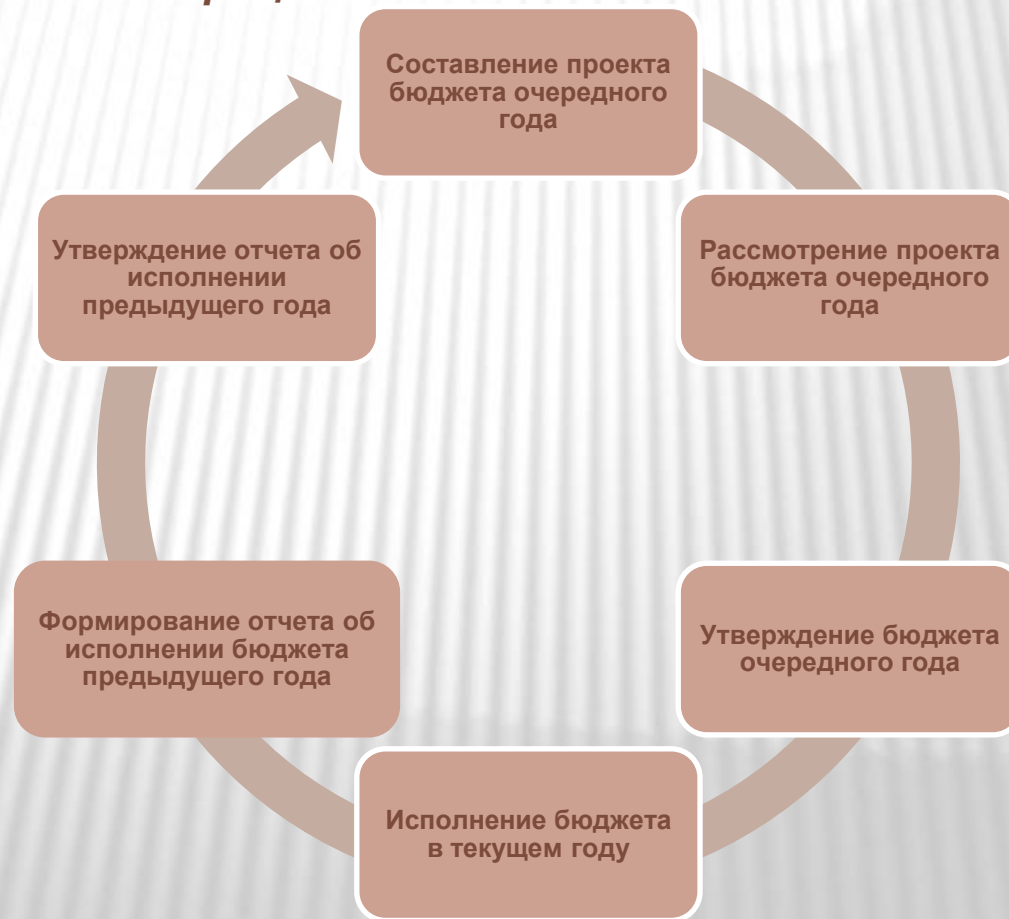 Составление проекта
бюджета очередного
года
Рассмотрение проекта
бюджета очередного
года
Утверждение бюджета
очередного года
Исполнение бюджета
в текущем году
Формирование отчета об
исполнении бюджета
предыдущего года
Утверждение отчета об
исполнении
предыдущего года